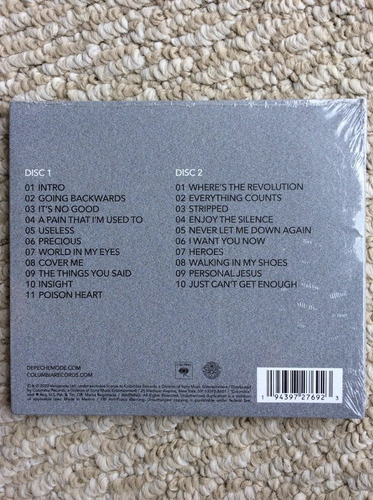 DISC 1
01 INTRO
02 GOING BACKWARDS
03 IT'S NO GOOD
04 A PAIN THAT I'M USED TO
05 USELESS
06 PRECIOUS
07 WORLD IN MY EYES
08 COVER ME
09 THE THINGS YOU SAID
10 INSIGHT
11 POISON HEART
DISC 2
01 WHERE'S THE REVOLUTION
02 EVERYTHING COUNTS
03 STRIPPED
04 ENJOY THE SILENCE
05 NEVER LET ME DOWN AGAIN
06 I WANT YOU NOW
07 HEROES
08 WALKING IN MY SHOES
09 PERSONAL JESUS
10 JUST CAN'T GET ENOUGH
DEPECHEMODE.COM
COLUMBIARECORDS.COM
1 94397 27692 3